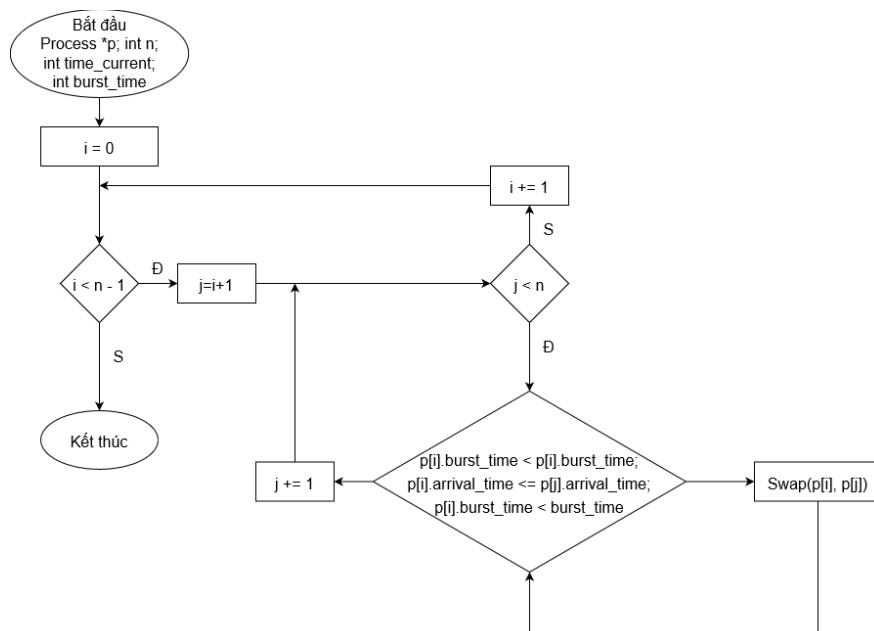 Bắt đầu
Process *p; int n;
int time_current;
int burst_time
i = 0
i += 1
S
i < n - 1
Đ
j=i+1
j < n
S
Đ
Kết thúc
p[i].burst_time < p[i].burst_time;
p[i].arrival_time <= p[j].arrival_time;
p[i].burst_time < burst_time
j += 1
Swap(p[i], p[j])